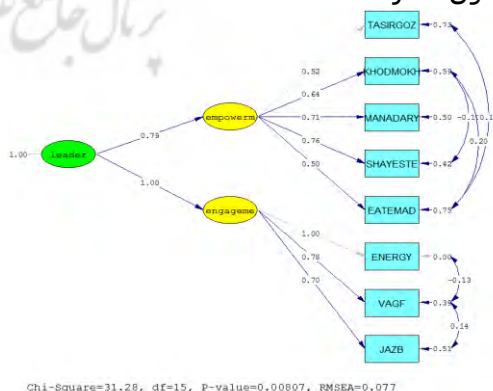 TASIRGOZ 0.73
KHODMOKH 0.59
0.52
0.64
empowerm 0.71 MANADARY 0.50
0.20
0.76
0.79
SHAYESTE 0.42
0.50
1.00 leader
EATEMAD 0.75
1.00
1.00 ENERGY 0.00
engageme
-0.13
0.78
VAGF 0.39
0.70
0.14
JAZB 0.51
Chi-Square=31.28, df=15, P-value=0.00807, RMSEA=0.077